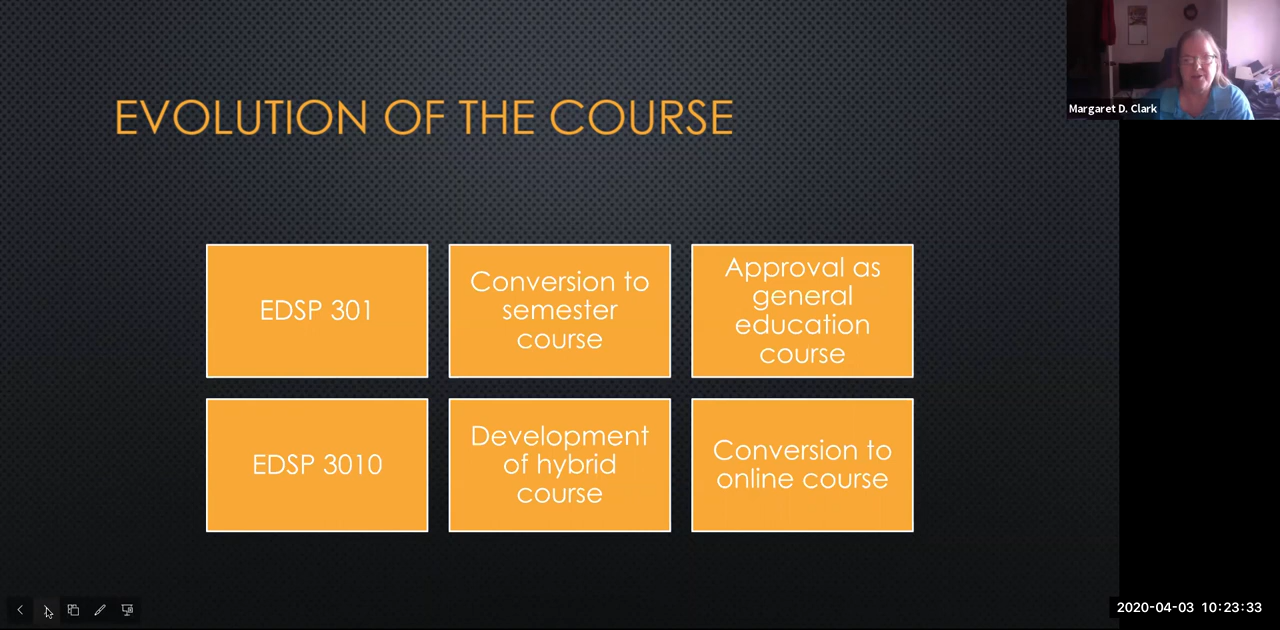 EVOLUTION OF THE COURSE
Margaret D. Clark
EDSP 301
Conversion to
semester
course
Approval as
general
education
course
EDSP 3010
Development
of hybrid
course
Conversion to
online course
2020-04-03 10:23:33